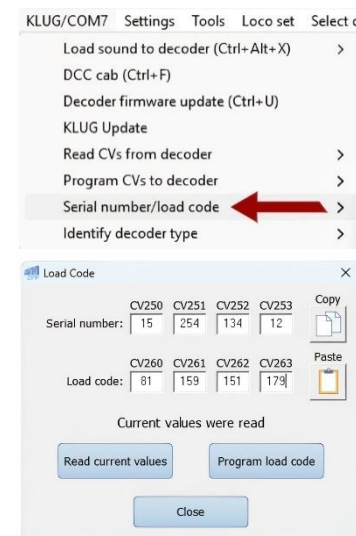 KLUG/COM7 Settings Tools Loco set Select
Load sound to decoder (Ctrl+Alt+X) >
DCC cab (Ctrl+F)
Decoder firmware update (Ctrl+U)
KLUG Update
Read CVs from decoder >
Program CVs to decoder >
Serial number/load code >
Identify decoder type >
Load Code ×
CV250 CV251 CV252 CV253 Copy
Serial number: 15 254 134 12
CV260 CV261 CV262 CV263 Paste
Load code: 81 159 151 179
Current values were read
Read current values Program load code
Close